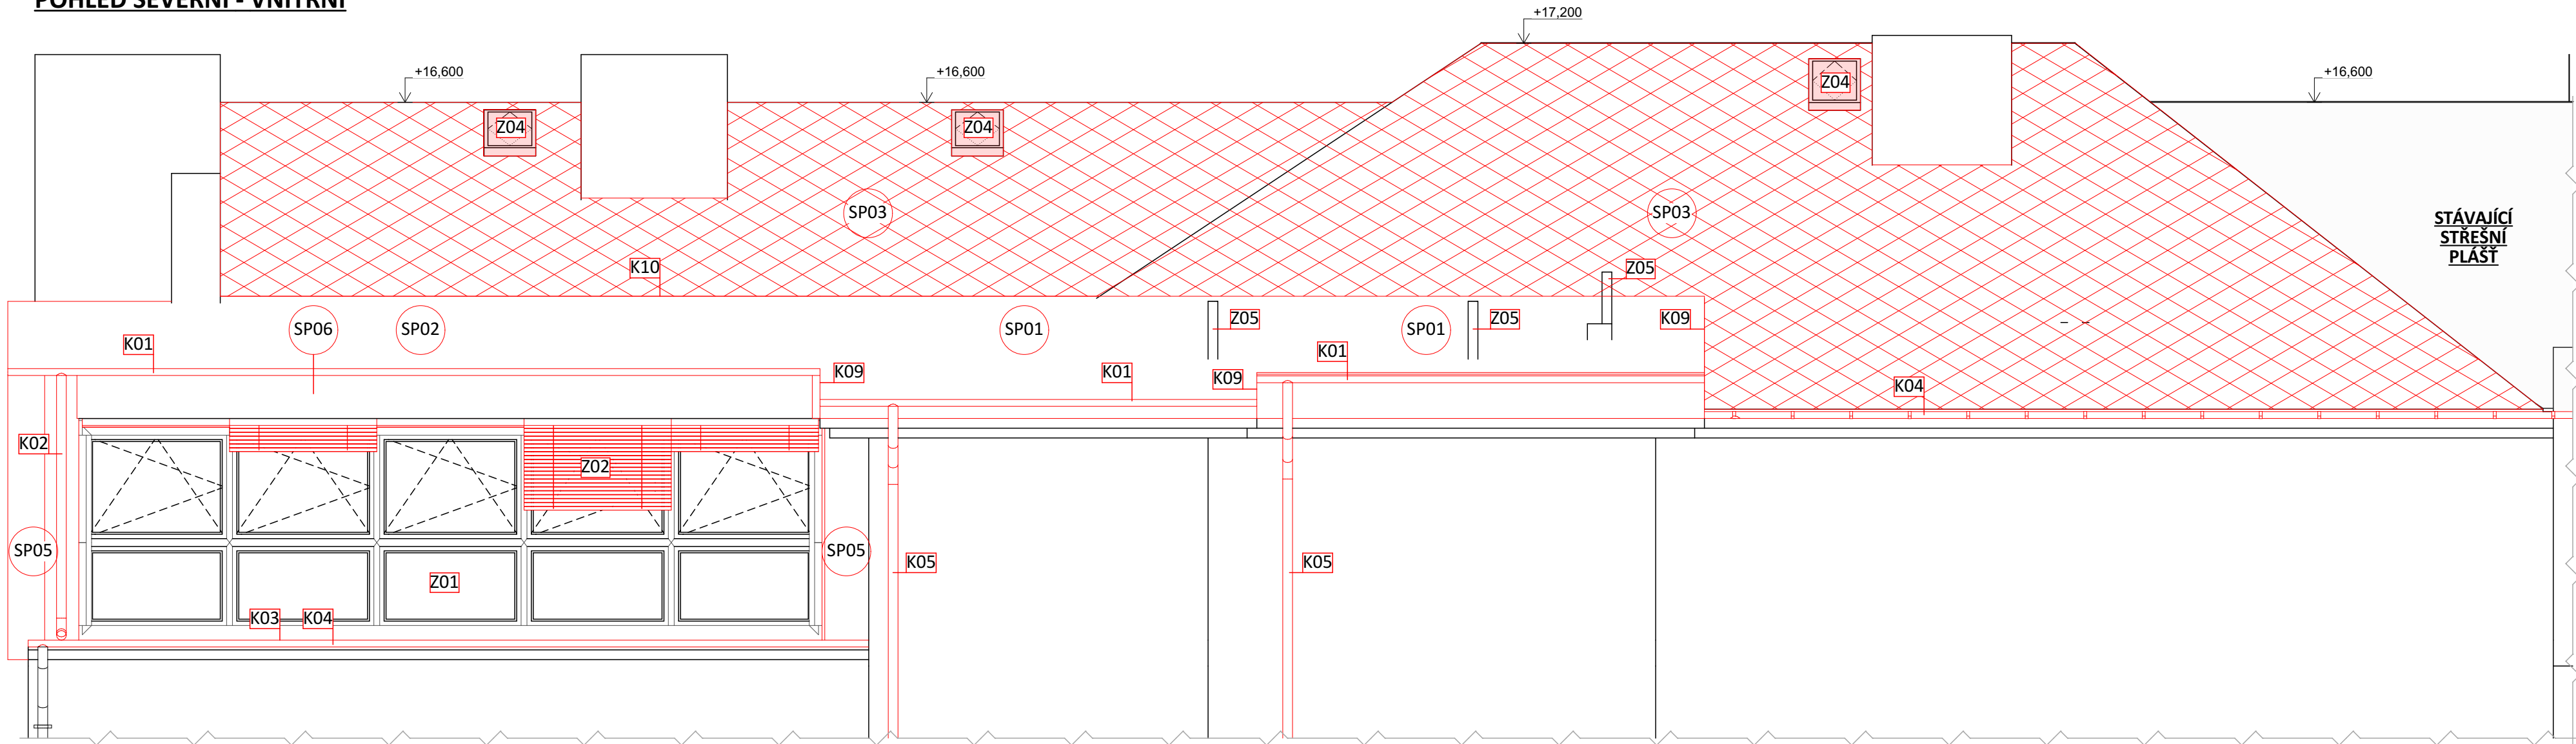 POHLED SEVERNÍ - VNITŘNÍ
+17,200
+16,600
+16,600
+16,600
Z04
Z04
Z04
SP03
SP03
STÁVAJÍCÍ
STŘEŠNÍ
PLÁŠŤ
K10
Z05
SP06
SP02
SP01
Z05
SP01
Z05
K09
K01
K01
K09
K01
K09
K04
K02
Z02
SP05
SP05
K05
K05
Z01
K03
K04